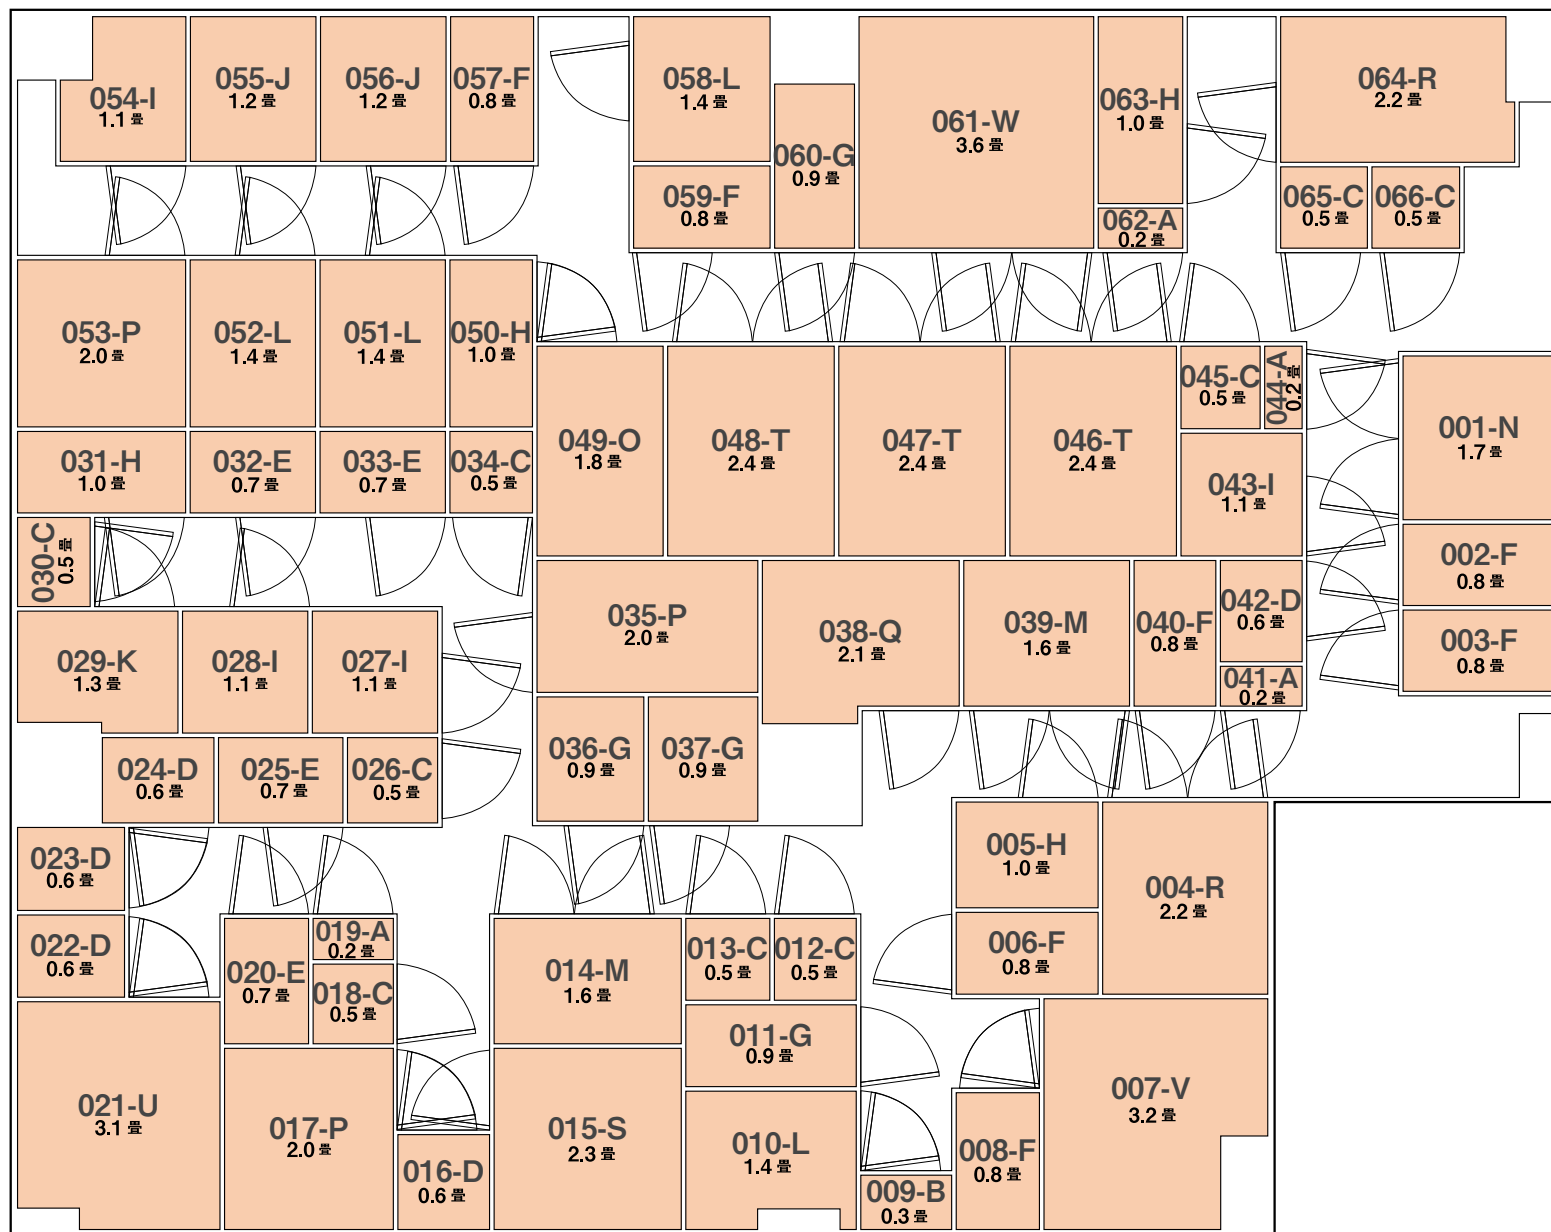 054-I
1.1 畳
055-J
1.2 畳
056-J
1.2 畳
057-F
0.8 畳
058-L
1.4 畳
059-F
0.8 畳
060-G
0.9 畳
061-W
3.6 畳
063-H
1.0 畳
062-A
0.2 畳
064-R
2.2 畳
065-C
0.5 畳
066-C
0.5 畳
053-P
2.0 畳
052-L
1.4 畳
051-L
1.4 畳
050-H
1.0 畳
049-O
1.8 畳
048-T
2.4 畳
047-T
2.4 畳
046-T
2.4 畳
045-C
0.5 畳
044-A
0.2 畳
043-I
1.1 畳
001-N
1.7 畳
002-F
0.8 畳
003-F
0.8 畳
031-H
1.0 畳
032-E
0.7 畳
033-E
0.7 畳
034-C
0.5 畳
030-C
0.5 畳
029-K
1.3 畳
028-I
1.1 畳
027-I
1.1 畳
035-P
2.0 畳
038-Q
2.1 畳
039-M
1.6 畳
040-F
0.8 畳
042-D
0.6 畳
041-A
0.2 畳
036-G
0.9 畳
037-G
0.9 畳
024-D
0.6 畳
025-E
0.7 畳
026-C
0.5 畳
023-D
0.6 畳
022-D
0.6 畳
020-E
0.7 畳
019-A
0.2 畳
018-C
0.5 畳
014-M
1.6 畳
013-C
0.5 畳
012-C
0.5 畳
011-G
0.9 畳
005-H
1.0 畳
006-F
0.8 畳
004-R
2.2 畳
021-U
3.1 畳
017-P
2.0 畳
016-D
0.6 畳
015-S
2.3 畳
010-L
1.4 畳
009-B
0.3 畳
008-F
0.8 畳
007-V
3.2 畳